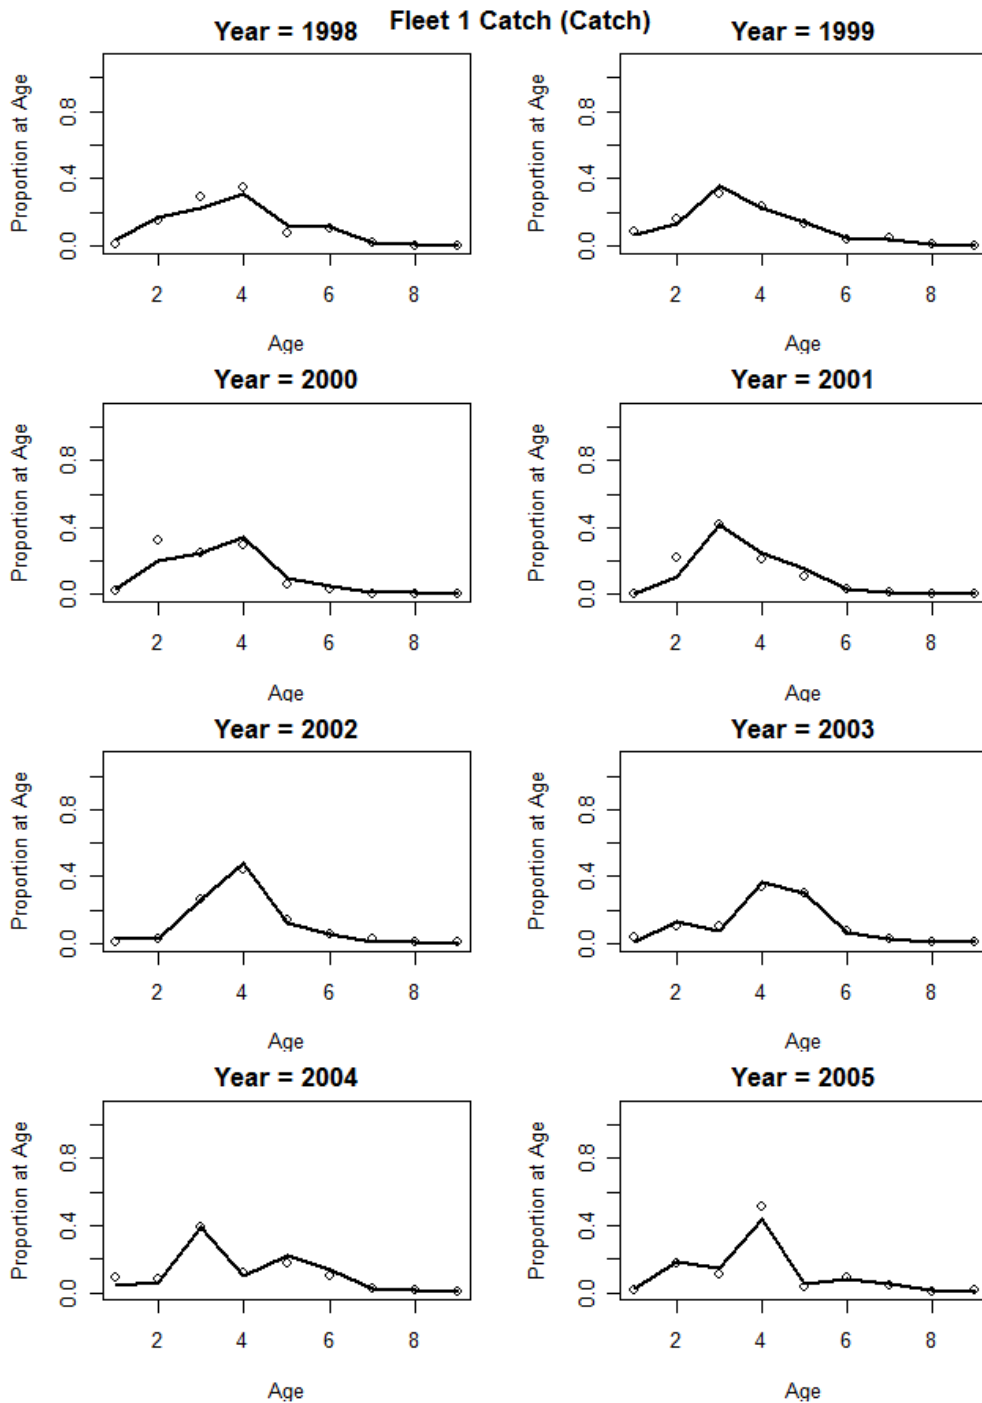 Fleet 1 Catch (Catch)
Year = 1998
Proportion at Age
0.0 0.4 0.8
2 4 6 8
Age
Year = 1999
Proportion at Age
0.0 0.4 0.8
2 4 6 8
Age
Year = 2000
Proportion at Age
0.0 0.4 0.8
2 4 6 8
Age
Year = 2001
Proportion at Age
0.0 0.4 0.8
2 4 6 8
Age
Year = 2002
Proportion at Age
0.0 0.4 0.8
2 4 6 8
Age
Year = 2003
Proportion at Age
0.0 0.4 0.8
2 4 6 8
Age
Year = 2004
Proportion at Age
0.0 0.4 0.8
2 4 6 8
Age
Year = 2005
Proportion at Age
0.0 0.4 0.8
2 4 6 8
Age